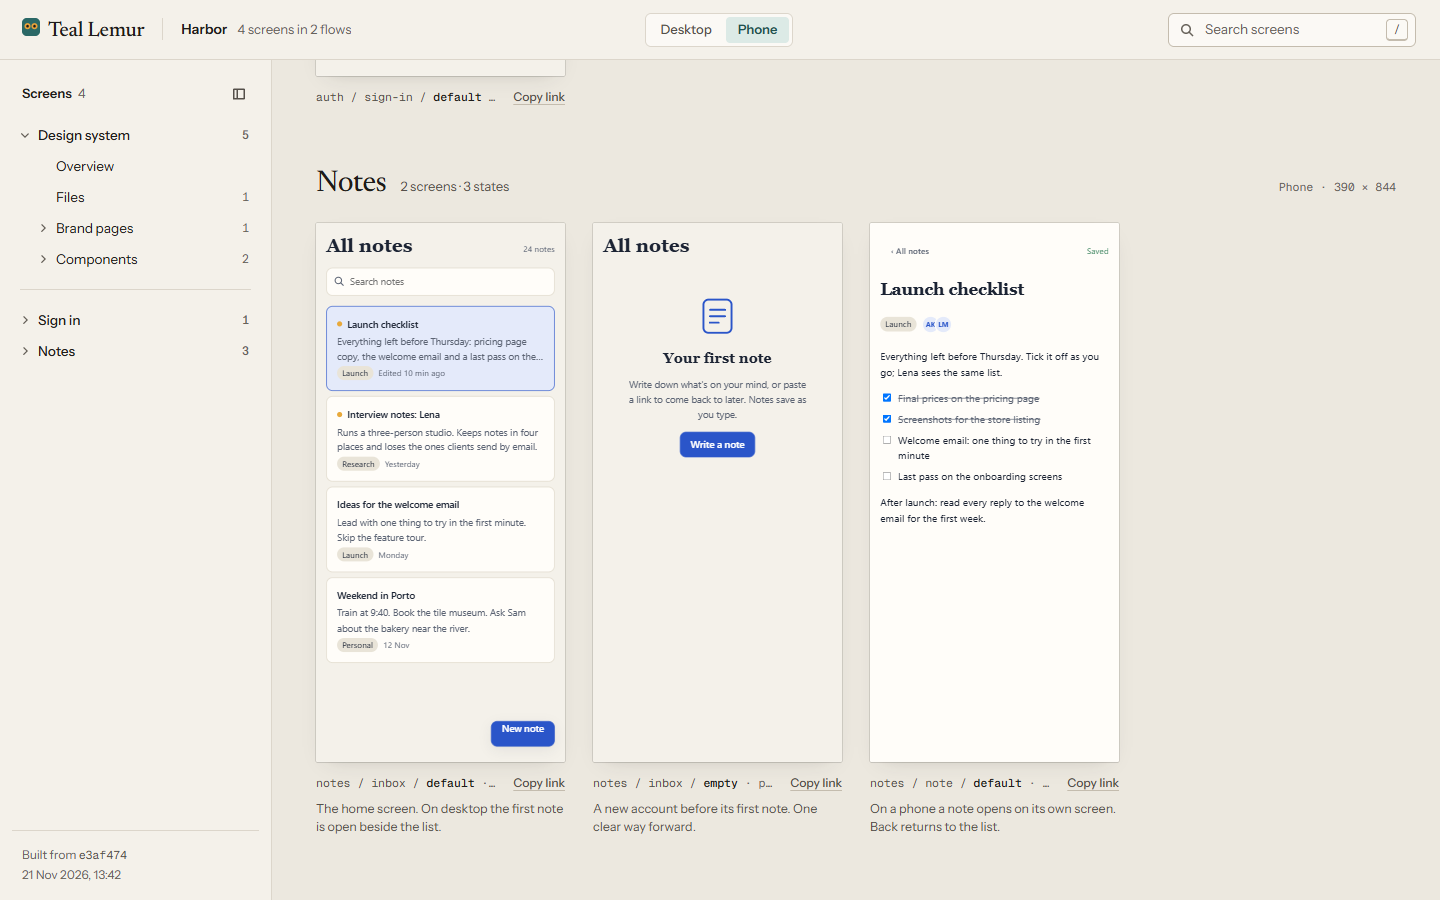 Teal Lemur
Harbor 4 screens in 2 flows
Desktop Phone
Search screens /
Screens 4
Design system 5
Overview
Files 1
Brand pages 1
Components 2
Sign in 1
Notes 3
Built from e3af474
21 Nov 2026, 13:42
auth / sign-in / default … Copy link
Notes 2 screens · 3 states
Phone · 390 × 844
All notes
24 notes
Search notes
Launch checklist
Everything left before Thursday: pricing page
copy, the welcome email and a last pass on the…
Launch Edited 10 min ago
Interview notes: Lena
Runs a three-person studio. Keeps notes in four
places and loses the ones clients send by email.
Research Yesterday
Ideas for the welcome email
Lead with one thing to try in the first minute.
Skip the feature tour.
Launch Monday
Weekend in Porto
Train at 9:40. Book the tile museum. Ask Sam
about the bakery near the river.
Personal 12 Nov
New note
notes / inbox / default ·… Copy link
The home screen. On desktop the first note
is open beside the list.
All notes
Your first note
Write down what's on your mind, or paste
a link to come back to later. Notes save as
you type.
Write a note
notes / inbox / empty · p… Copy link
A new account before its first note. One
clear way forward.
‹ All notes
Saved
Launch checklist
Launch AK LM
Everything left before Thursday. Tick it off as you
go; Lena sees the same list.
Final prices on the pricing page
Screenshots for the store listing
Welcome email: one thing to try in the first
minute
Last pass on the onboarding screens
After launch: read every reply to the welcome
email for the first week.
notes / note / default · … Copy link
On a phone a note opens on its own screen.
Back returns to the list.